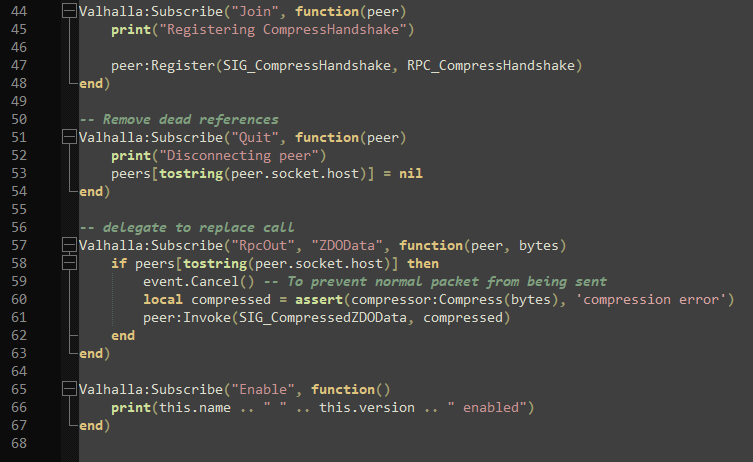 44 Valhalla:Subscribe("Join", function(peer)
45     print("Registering CompressHandshake")
46
47     peer:Register(SIG_CompressHandshake, RPC_CompressHandshake)
48 end)
49
50 -- Remove dead references
51 Valhalla:Subscribe("Quit", function(peer)
52     print("Disconnecting peer")
53     peers[tostring(peer.socket.host)] = nil
54 end)
55
56 -- delegate to replace call
57 Valhalla:Subscribe("RpcOut", "ZDOData", function(peer, bytes)
58     if peers[tostring(peer.socket.host)] then
59         event.Cancel() -- To prevent normal packet from being sent
60         local compressed = assert(compressor:Compress(bytes), 'compression error')
61         peer:Invoke(SIG_CompressedZDOData, compressed)
62     end
63 end)
64
65 Valhalla:Subscribe("Enable", function()
66     print(this.name .. " " .. this.version .. " enabled")
67 end)
68